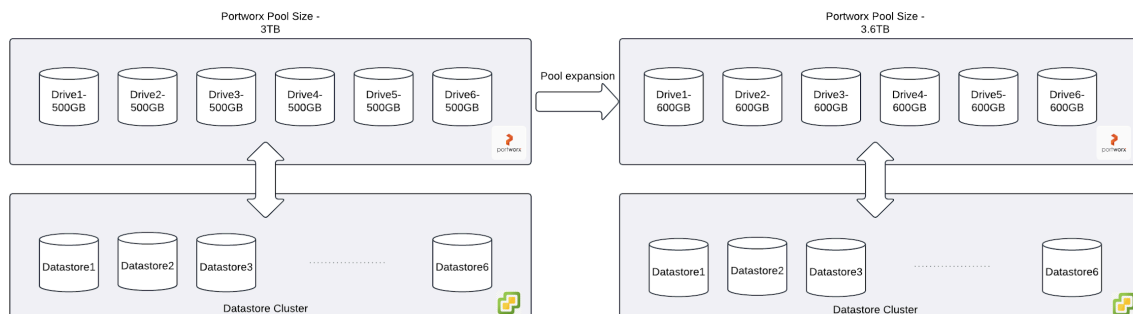 Portworx Pool Size -
3TB
Drive1-
500GB
Drive2-
500GB
Drive3-
500GB
Drive4-
500GB
Drive5-
500GB
Drive6-
500GB
portworx
Datastore1
Datastore2
Datastore3
Datastore6
Datastore Cluster
Pool expansion
Portworx Pool Size -
3.6TB
Drive1-
600GB
Drive2-
600GB
Drive3-
600GB
Drive4-
600GB
Drive5-
600GB
Drive6-
600GB
portworx
Datastore1
Datastore2
Datastore3
Datastore6
Datastore Cluster